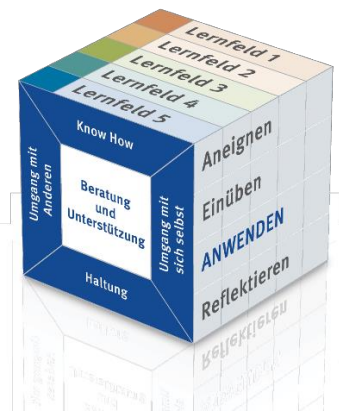 Lernfeld 1
Lernfeld 2
Lernfeld 3
Lernfeld 4
Lernfeld 5
Know How
Umgang mit
Anderen
Beratung
und
Unterstützung
Umgang mit
sich selbst
Haltung
Aneignen
Einüben
ANWENDEN
Reflektieren